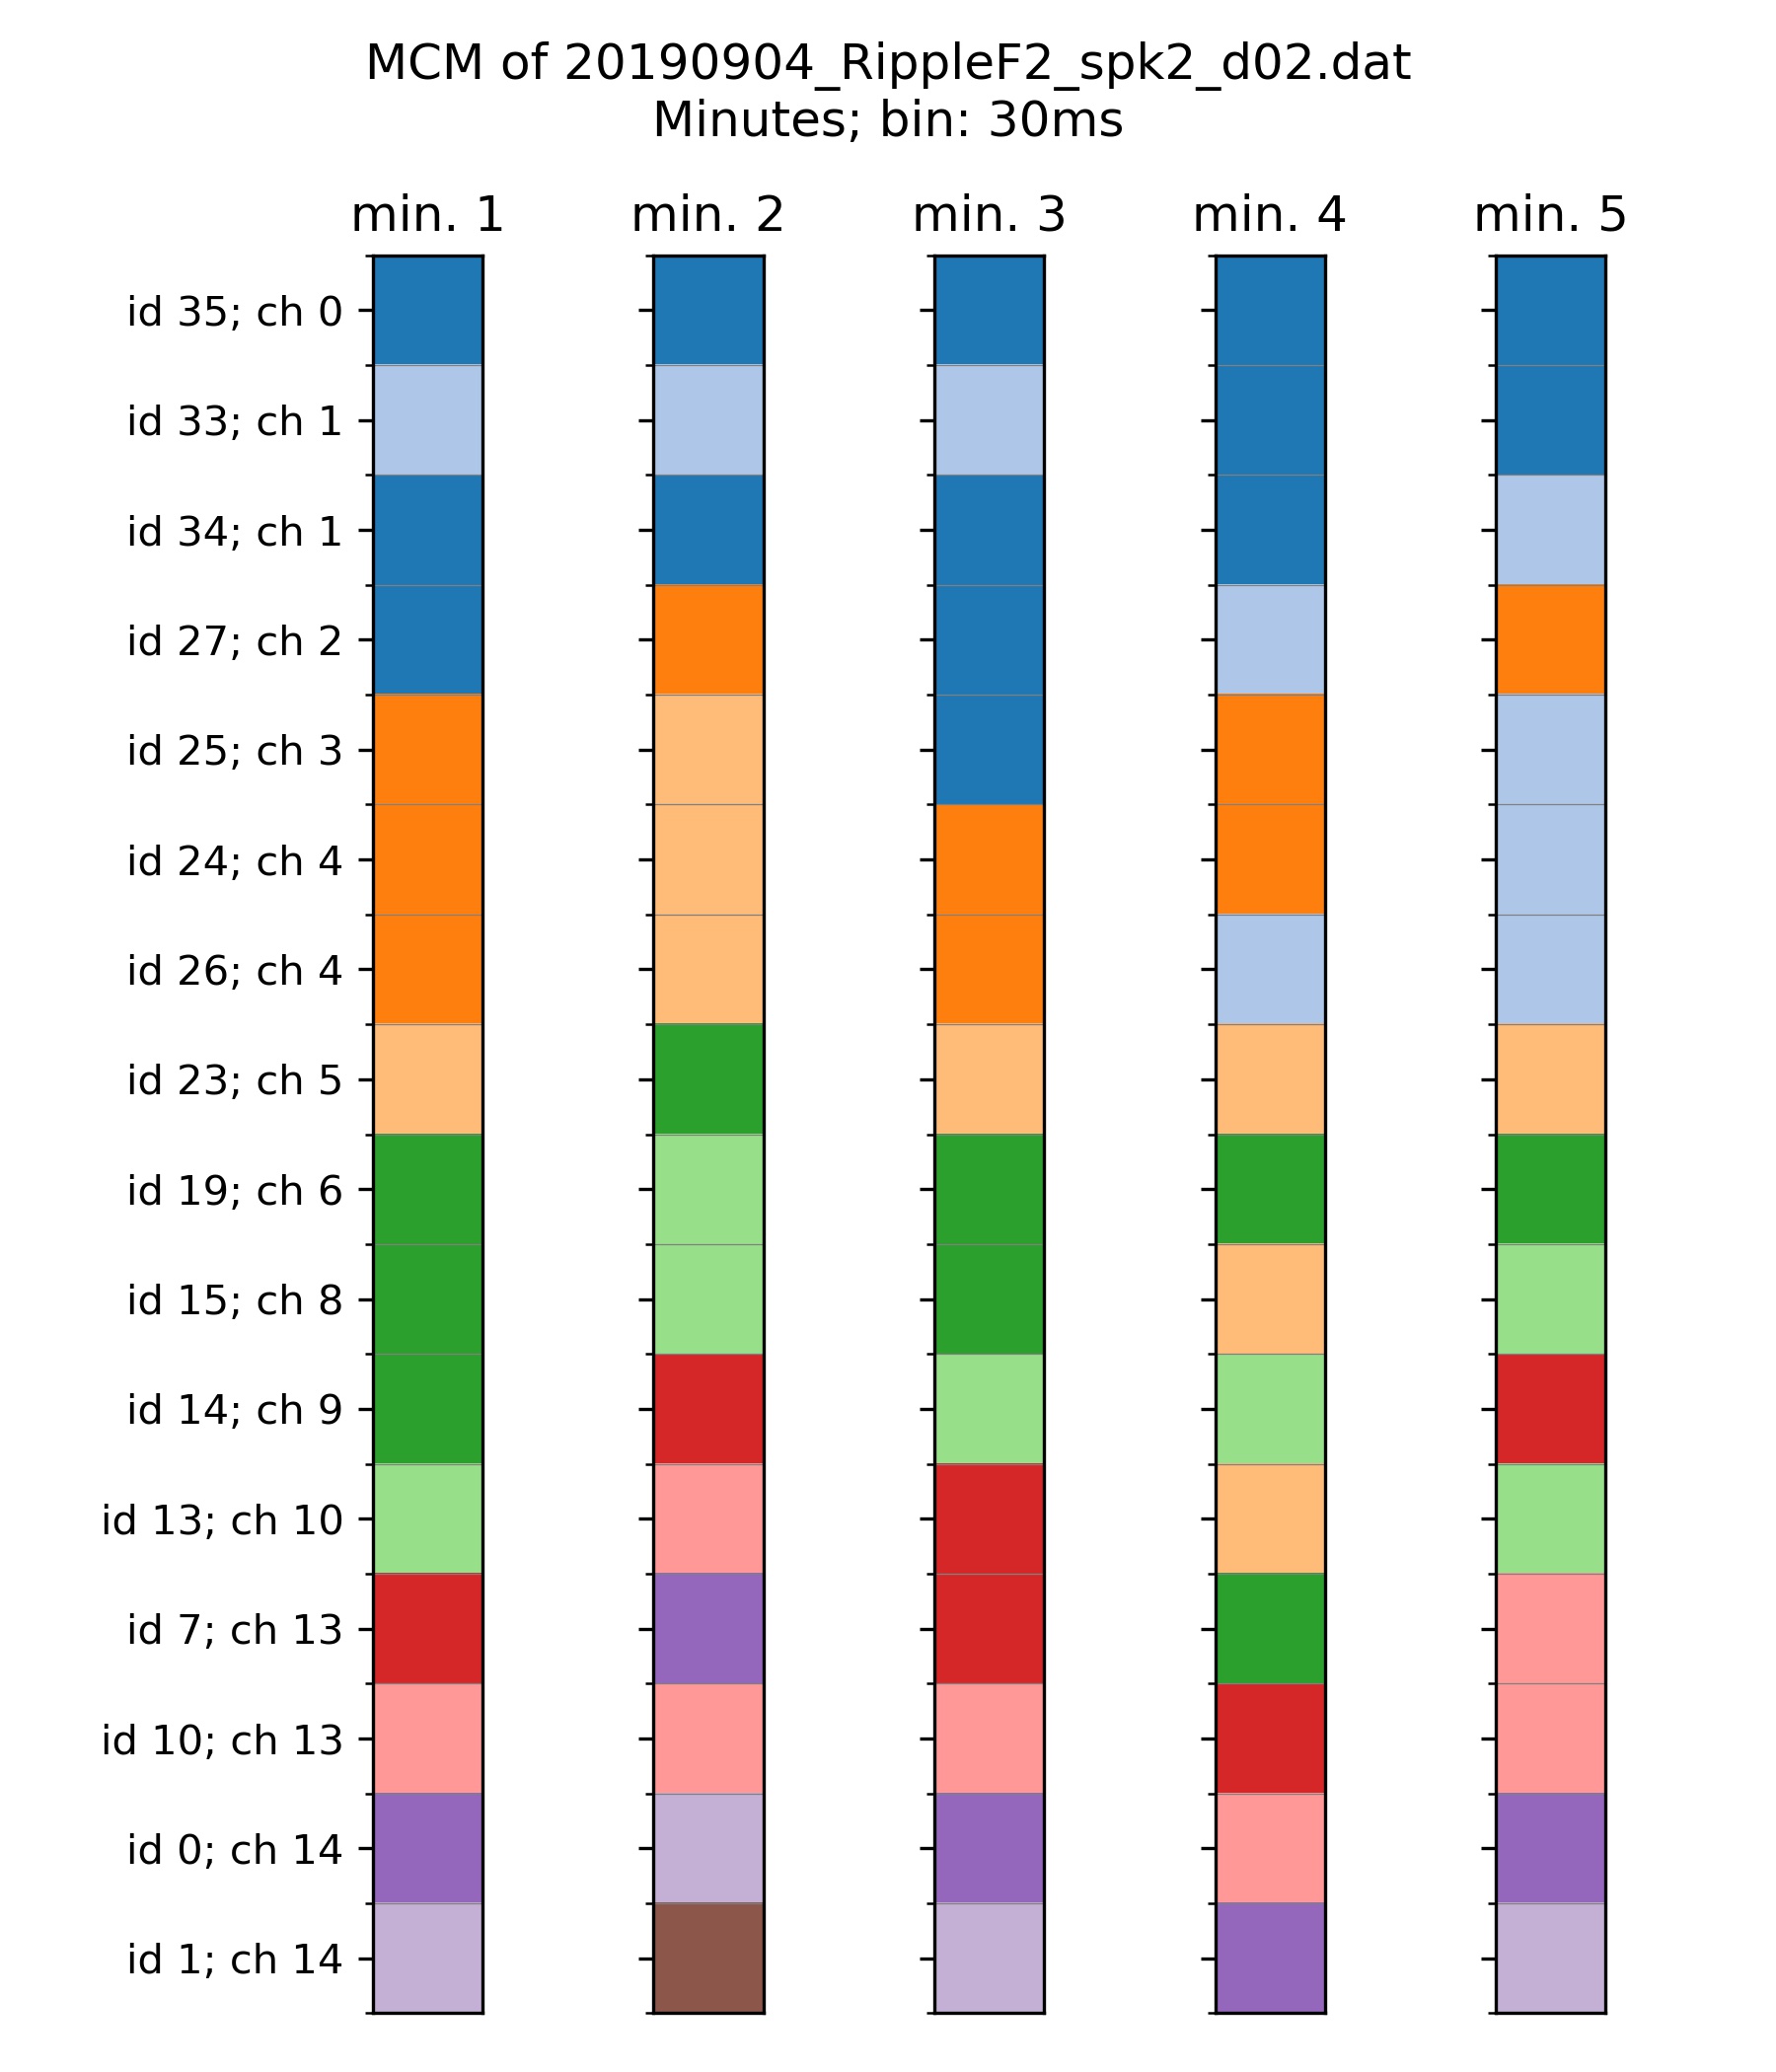 MCM of 20190904_RippleF2_spk2_d02.dat
Minutes; bin: 30ms
min. 1 min. 2 min. 3 min. 4 min. 5
id 35; ch 0
id 33; ch 1
id 34; ch 1
id 27; ch 2
id 25; ch 3
id 24; ch 4
id 26; ch 4
id 23; ch 5
id 19; ch 6
id 15; ch 8
id 14; ch 9
id 13; ch 10
id 7; ch 13
id 10; ch 13
id 0; ch 14
id 1; ch 14